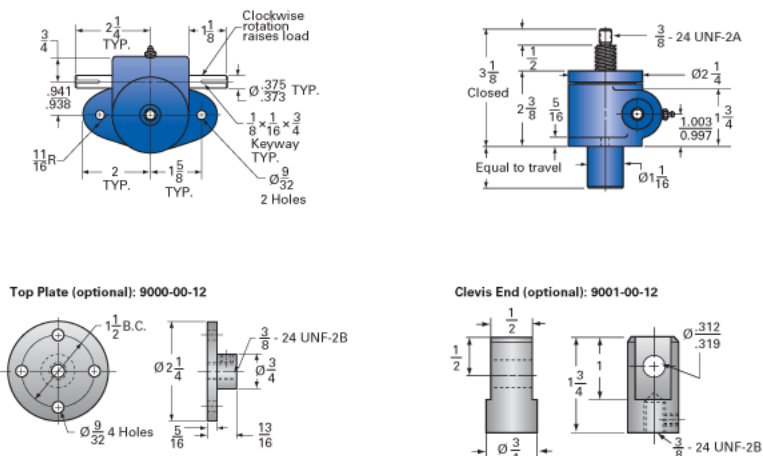 2 1/4
TYP.
1 1/8
Clockwise
rotation
raises load
3/4
.941
.938
Ø .375
.373 TYP.
1/8 × 1/16 × 3/4
Keyway
TYP.
11/16 R
2
TYP.
1 5/8
TYP.
Ø 9/32
2 Holes
3/8 - 24 UNF-2A
1/2
3 1/8
Closed
2 3/8
5/16
Ø2 1/4
1 3/4
1.003
0.997
Equal to travel
Ø1 1/16
Top Plate (optional): 9000-00-12
1 1/2 B.C.
Ø 9/32 4 Holes
Ø2 1/4
3/8 - 24 UNF-2B
Ø 3/4
5/16
13/16
Clevis End (optional): 9001-00-12
1/2
1/2
Ø .312
.319
1
1 3/4
Ø 3/
3/8 - 24 UNF-2B